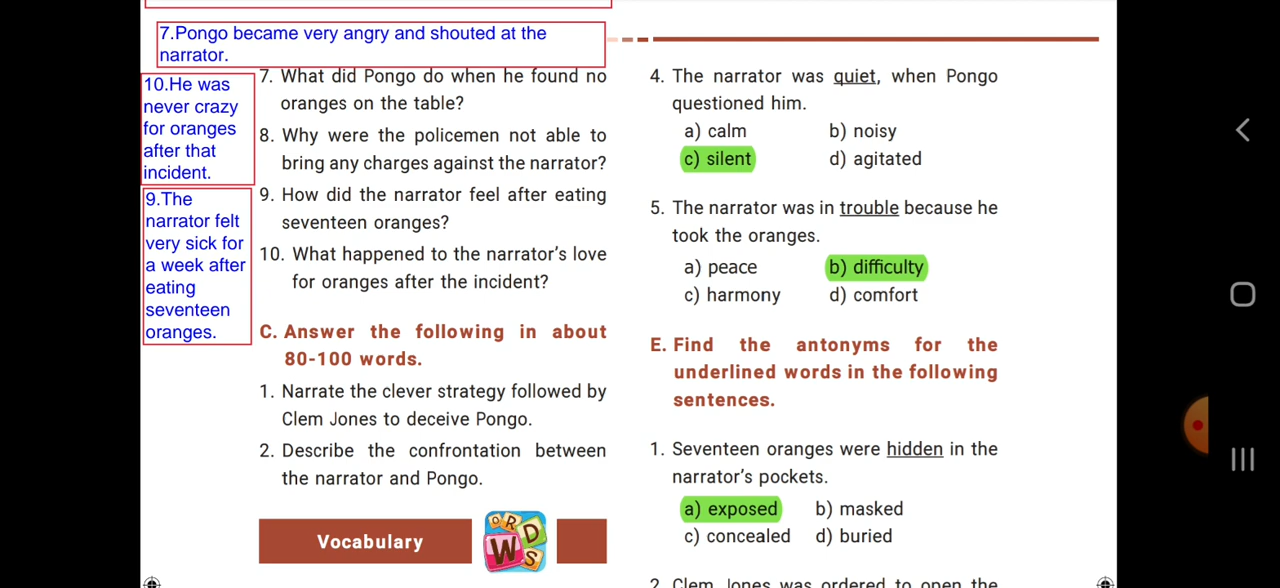 7.Pongo became very angry and shouted at the
narrator.
10.He was
never crazy
for oranges
after that
incident.
9.The
narrator felt
very sick for
a week after
eating
seventeen
oranges.
7. What did Pongo do when he found no
oranges on the table?
8. Why were the policemen not able to
bring any charges against the narrator?
9. How did the narrator feel after eating
seventeen oranges?
10. What happened to the narrator's love
for oranges after the incident?
C. Answer the following in about
80-100 words.
1. Narrate the clever strategy followed by
Clem Jones to deceive Pongo.
2. Describe the confrontation between
the narrator and Pongo.
Vocabulary
W O R D S
4. The narrator was quiet, when Pongo
questioned him.
a) calm b) noisy
c) silent d) agitated
5. The narrator was in trouble because he
took the oranges.
a) peace b) difficulty
c) harmony d) comfort
E. Find the antonyms for the
underlined words in the following
sentences.
1. Seventeen oranges were hidden in the
narrator's pockets.
a) exposed b) masked
c) concealed d) buried
2. Clem Jones was ordered to open the